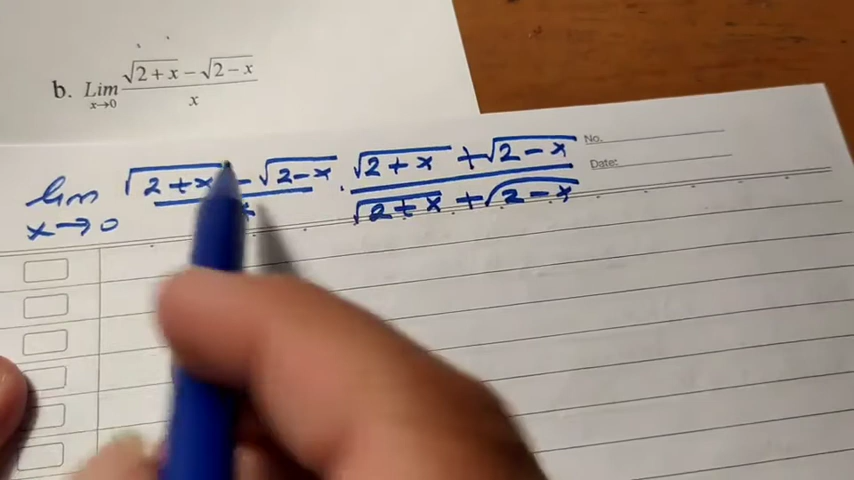 b. Lim x→0 (√2+x − √2−x) / x
No.
lim x→0 (√2+x − √2−x) / x · (√2+x + √2−x) / (√2+x + √2−x)
Date: